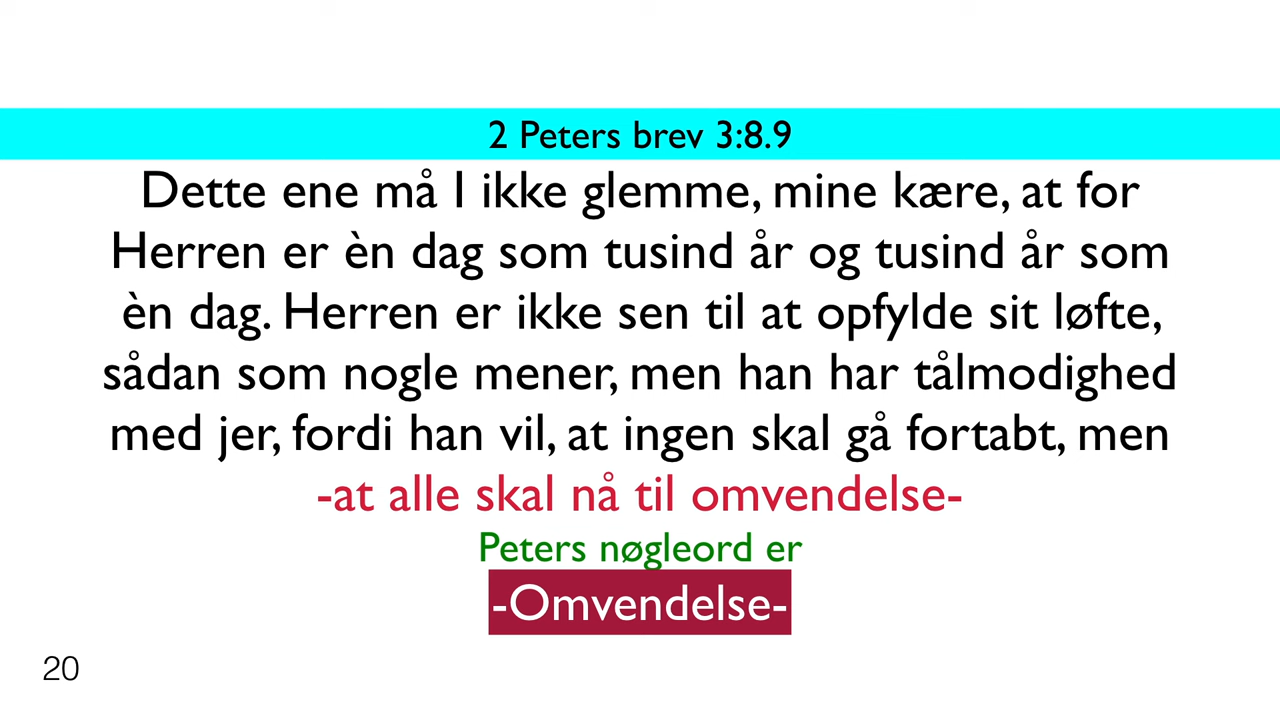 2 Peters brev 3:8.9
Dette ene må I ikke glemme, mine kære, at for
Herren er èn dag som tusind år og tusind år som
èn dag. Herren er ikke sen til at opfylde sit løfte,
sådan som nogle mener, men han har tålmodighed
med jer, fordi han vil, at ingen skal gå fortabt, men
-at alle skal nå til omvendelse-
Peters nøgleord er
-Omvendelse-
20